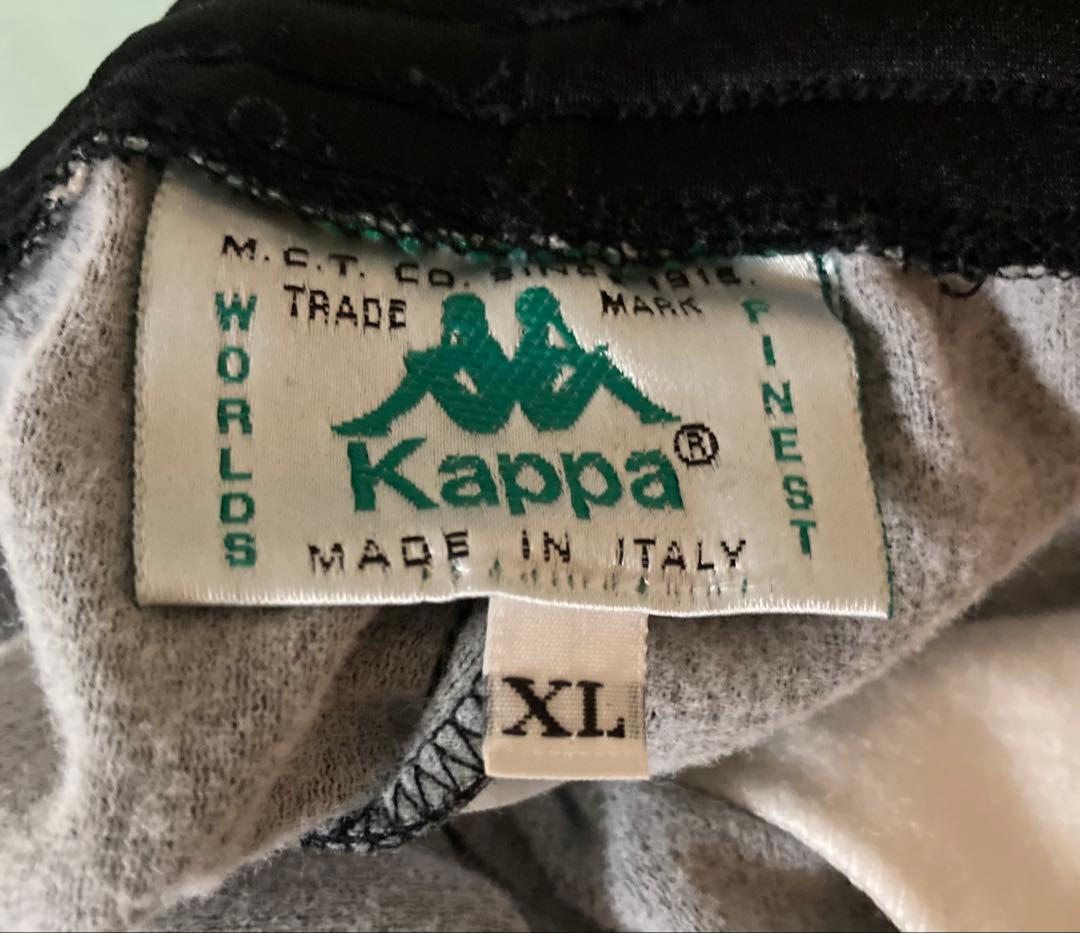 M.C.T. CO. SINCE 1916.
TRADE MARK
WORLDS
FINEST
Kappa®
MADE IN ITALY
XL